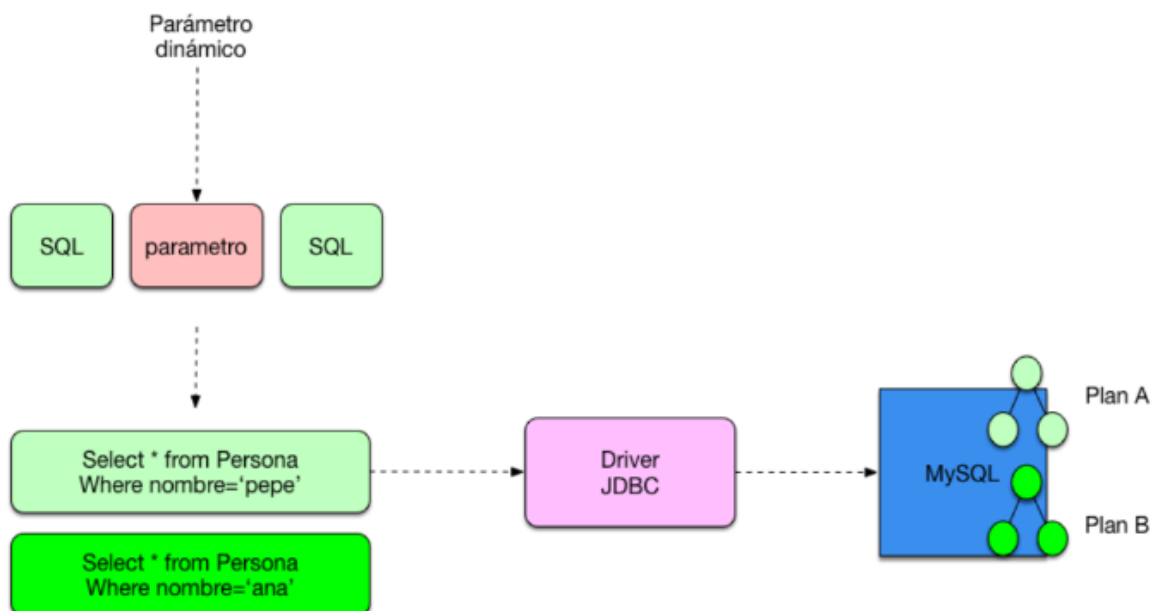 Parámetro
dinámico
SQL
parametro
SQL
Select * from Persona
Where nombre=‘pepe’
Driver
JDBC
MySQL
Plan A
Plan B
Select * from Persona
Where nombre=‘ana’